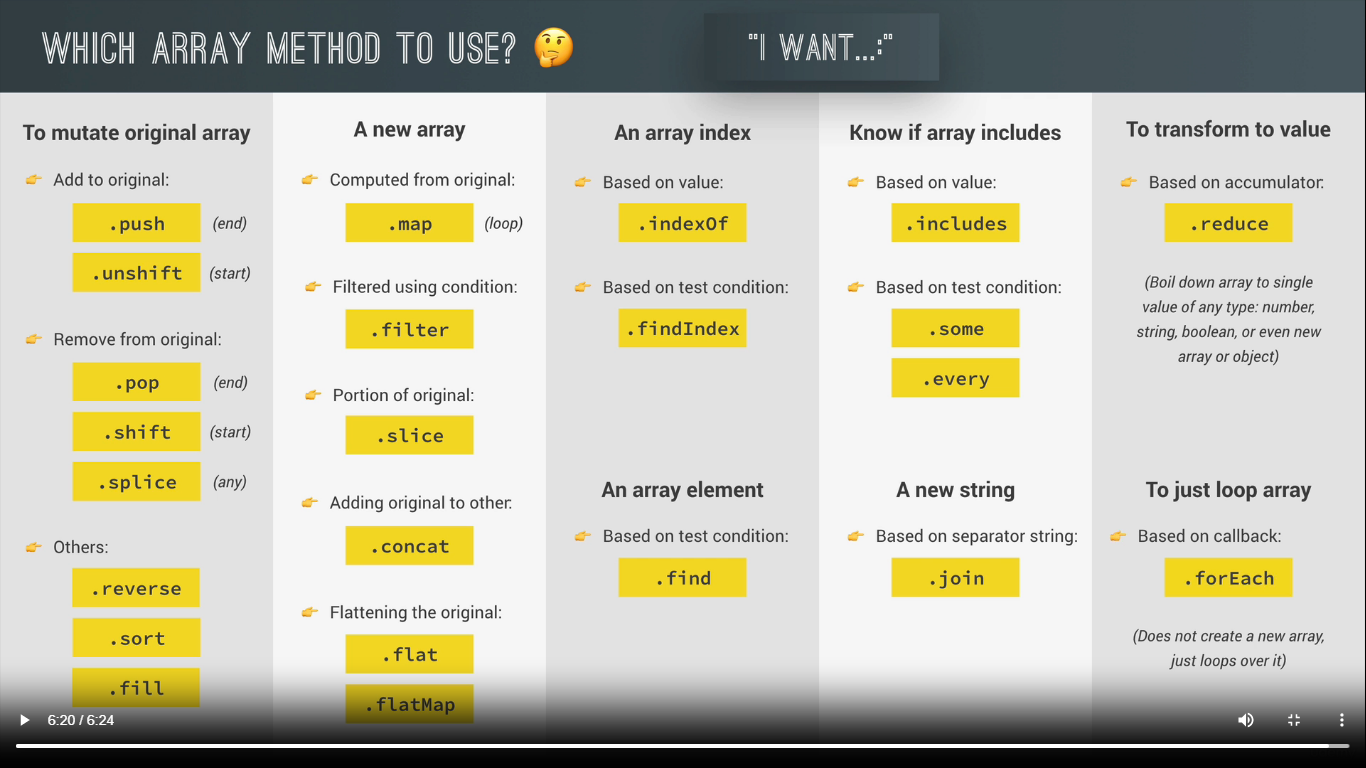 WHICH ARRAY METHOD TO USE? 🤔
"I WANT...:"
To mutate original array
👉 Add to original:
.push (end)
.unshift (start)
👉 Remove from original:
.pop (end)
.shift (start)
.splice (any)
👉 Others:
.reverse
.sort
.fill
A new array
👉 Computed from original:
.map (loop)
👉 Filtered using condition:
.filter
👉 Portion of original:
.slice
👉 Adding original to other:
.concat
👉 Flattening the original:
.flat
.flatMap
An array index
👉 Based on value:
.indexOf
👉 Based on test condition:
.findIndex
An array element
👉 Based on test condition:
.find
Know if array includes
👉 Based on value:
.includes
👉 Based on test condition:
.some
.every
A new string
👉 Based on separator string:
.join
To transform to value
👉 Based on accumulator:
.reduce
(Boil down array to single
value of any type: number,
string, boolean, or even new
array or object)
To just loop array
👉 Based on callback:
.forEach
(Does not create a new array,
just loops over it)
6:20 / 6:24